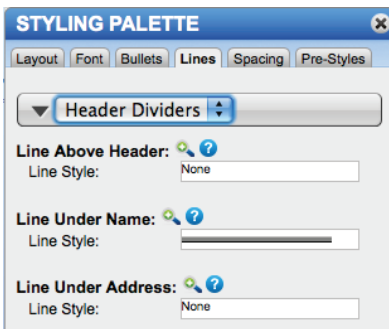 STYLING PALETTE
Layout Font Bullets Lines Spacing Pre-Styles
Header Dividers
Line Above Header:
Line Style: None
Line Under Name:
Line Style:
Line Under Address:
Line Style: None